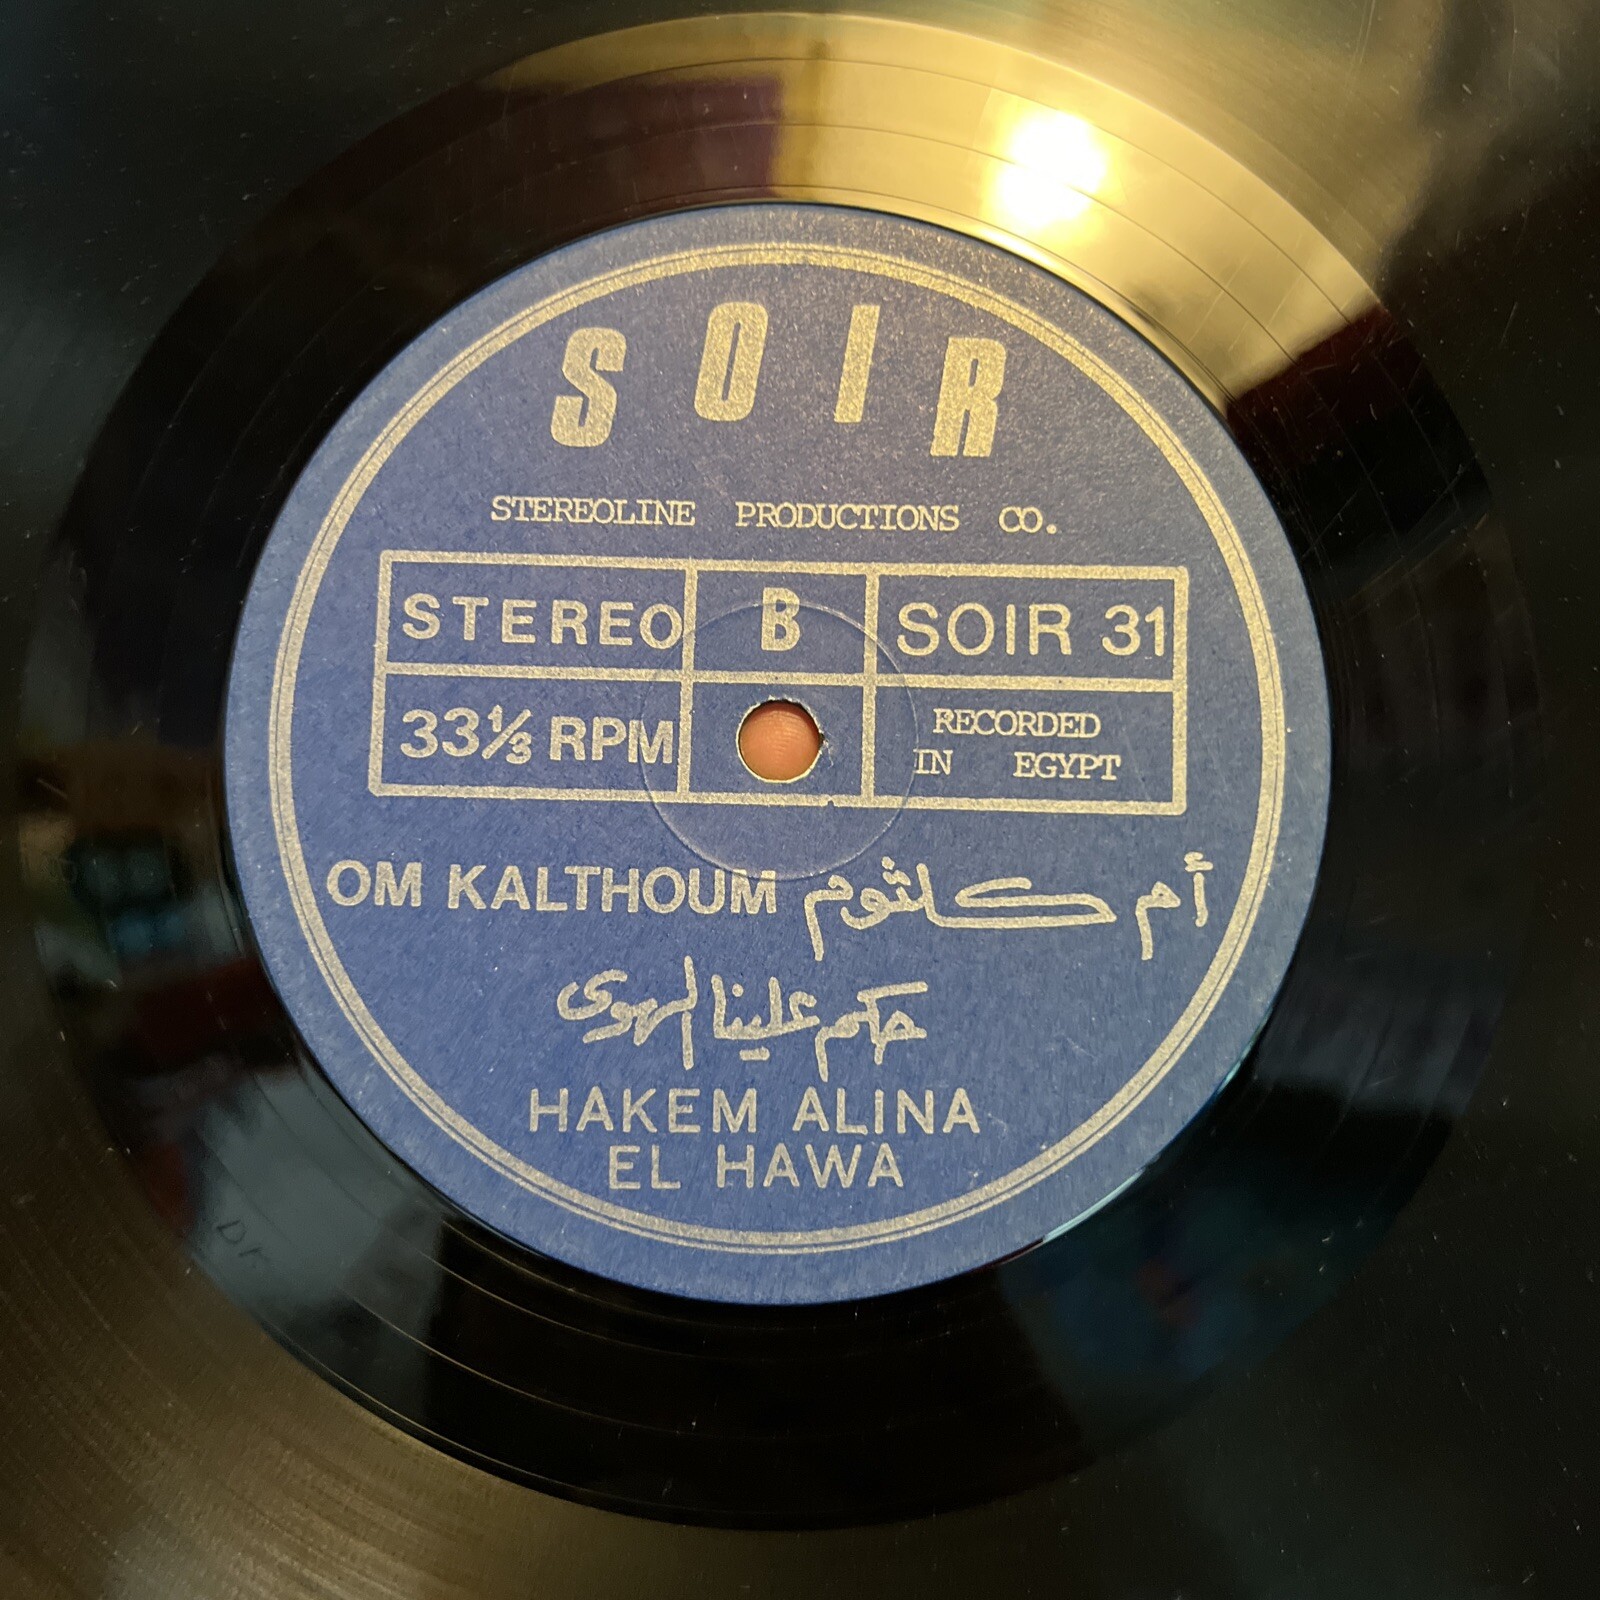 SOIR
STEREOLINE PRODUCTIONS CO.
STEREO B SOIR 31
33⅓ RPM RECORDED
IN EGYPT
OM KALTHOUM أم كلثوم
حكم علينا الهوى
HAKEM ALINA
EL HAWA